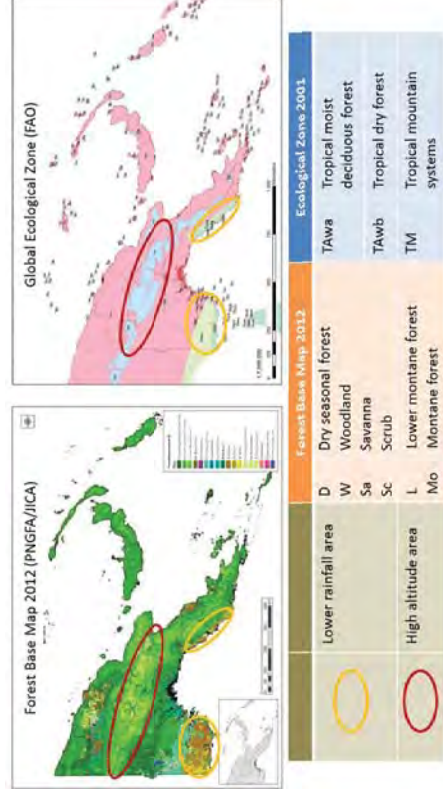 Forest Base Map 2012 (PNGFA/JICA)
Global Ecological Zone (FAO)
Forest Base Map 2012
Ecological Zone 2001
Lower rainfall area
D Dry seasonal forest
W Woodland
Sa Savanna
Sc Scrub
TAwa Tropical moist
deciduous forest
TAwb Tropical dry forest
High altitude area
L Lower montane forest
Mo Montane forest
TM Tropical mountain
systems